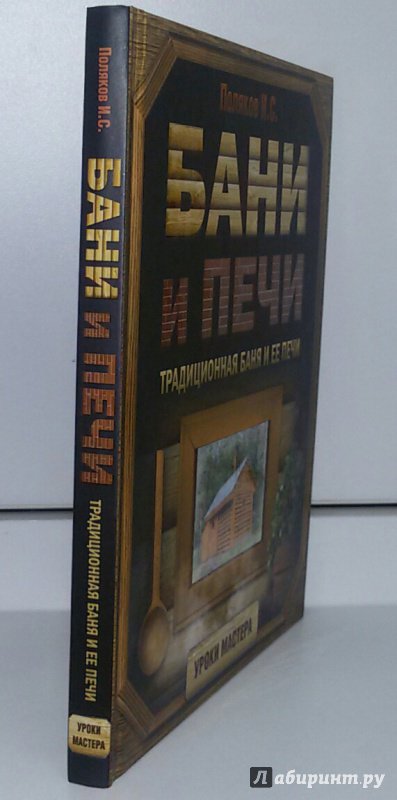 Поляков И.С.
БАНИ
и ПЕЧИ
ТРАДИЦИОННАЯ БАНЯ И ЕЕ ПЕЧИ
УРОКИ
МАСТЕРА
Поляков И.С.
БАНИ
и ПЕЧИ
ТРАДИЦИОННАЯ БАНЯ И ЕЕ ПЕЧИ
УРОКИ МАСТЕРА
Лабиринт.ру